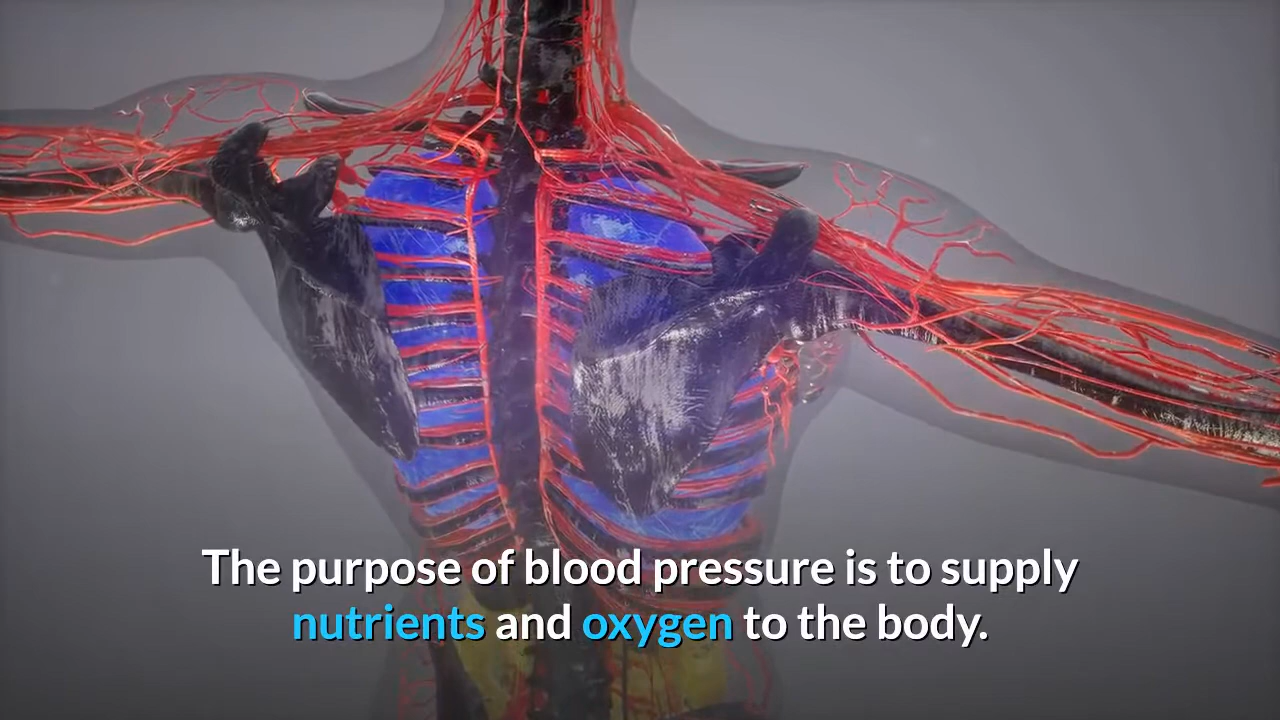 The purpose of blood pressure is to supply
nutrients and oxygen to the body.